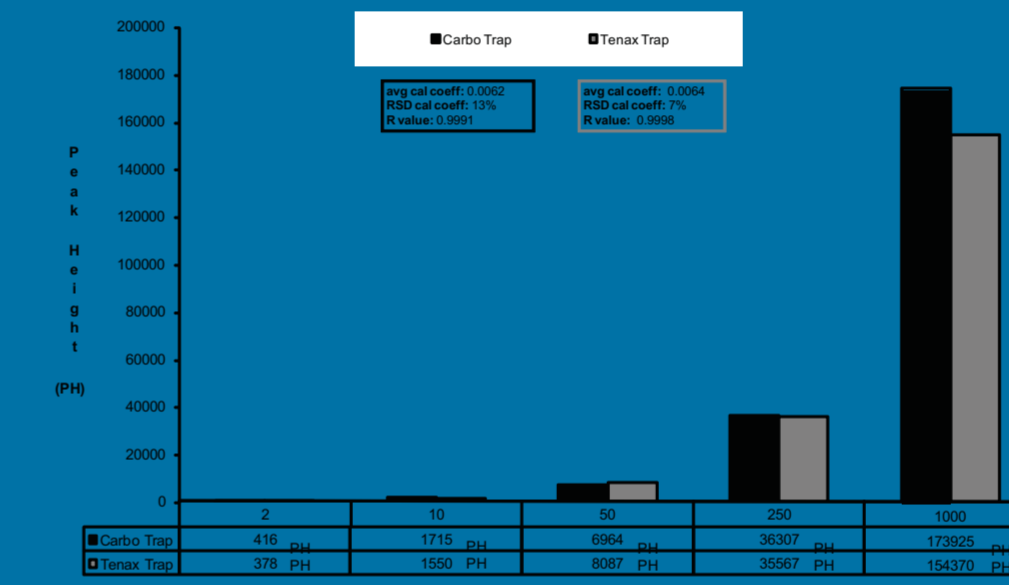 Carbo Trap Tenax Trap
avg cal coeff: 0.0062
RSD cal coeff: 13%
R value: 0.9991
avg cal coeff: 0.0064
RSD cal coeff: 7%
R value: 0.9998
Peak Height (PH)
200000
180000
160000
140000
120000
100000
80000
60000
40000
20000
0
2 10 50 250 1000
Carbo Trap 416 PH 1715 PH 6964 PH 36307 PH 173925 PH
Tenax Trap 378 PH 1550 PH 8087 PH 35567 PH 154370 PH